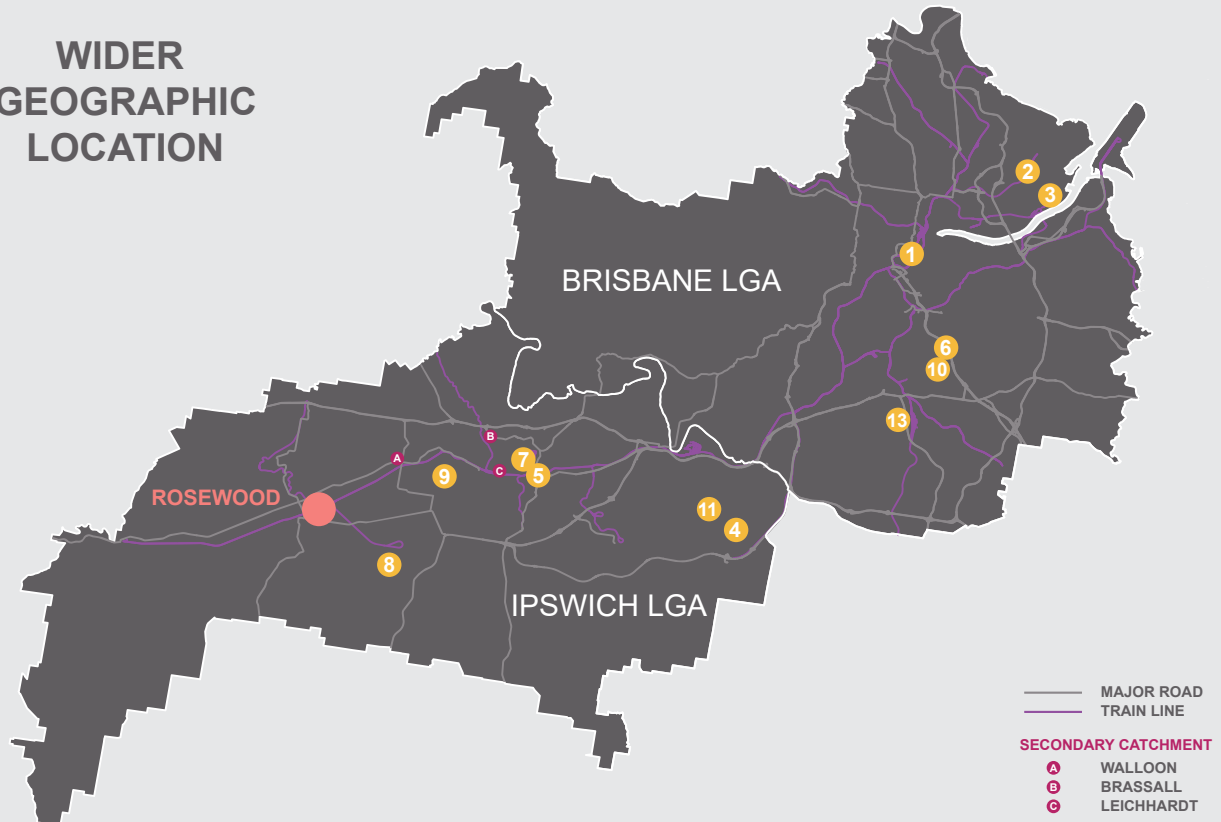 WIDER
GEOGRAPHIC
LOCATION
2
3
1
BRISBANE LGA
6
10
13
B
A
7
C
9
5
ROSEWOOD
11
4
8
IPSWICH LGA
MAJOR ROAD
TRAIN LINE
SECONDARY CATCHMENT
A WALLOON
B BRASSALL
C LEICHHARDT